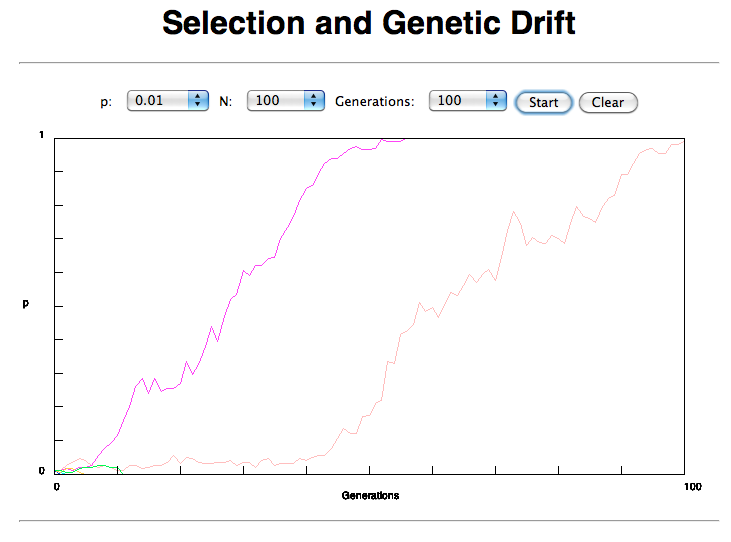 Selection and Genetic Drift
p: 0.01 N: 100 Generations: 100 Start Clear
1
p
0
0 100
Generations